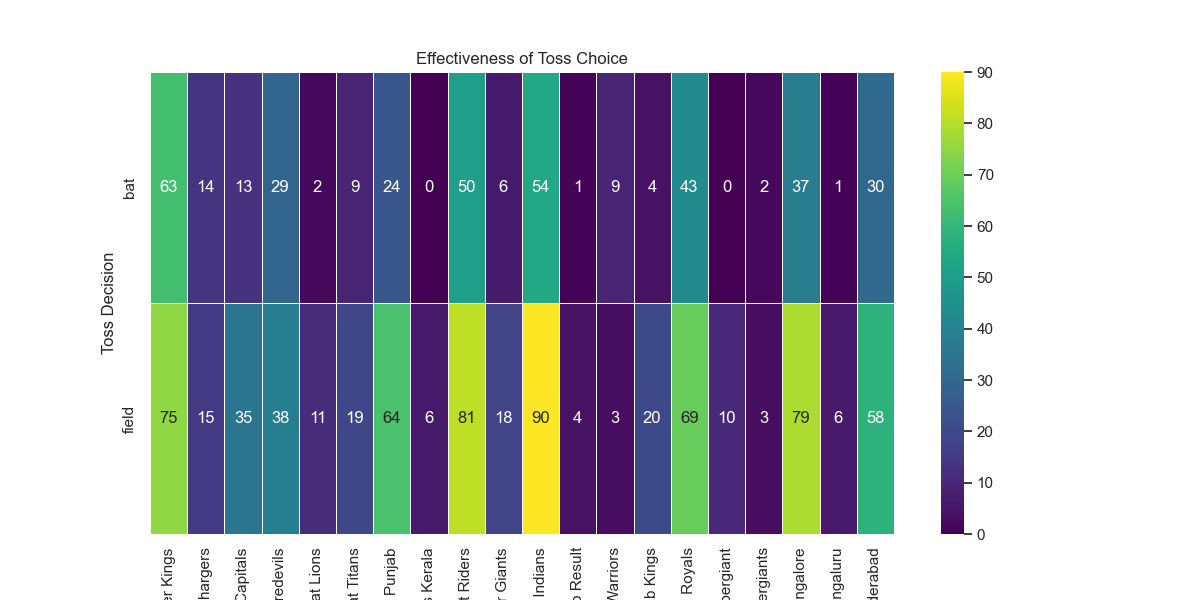 Effectiveness of Toss Choice
90
80
70
60
50
40
30
20
10
0
Toss Decision
bat
63 14 13 29 2 9 24 0 50 6 54 1 9 4 43 0 2 37 1 30
field
75 15 35 38 11 19 64 6 81 18 90 4 3 20 69 10 3 79 6 58
er Kings
hargers
Capitals
redevils
at Lions
at Titans
Punjab
s Kerala
t Riders
r Giants
Indians
o Result
Warriors
b Kings
Royals
pergiant
ergiants
ngalore
ngaluru
derabad